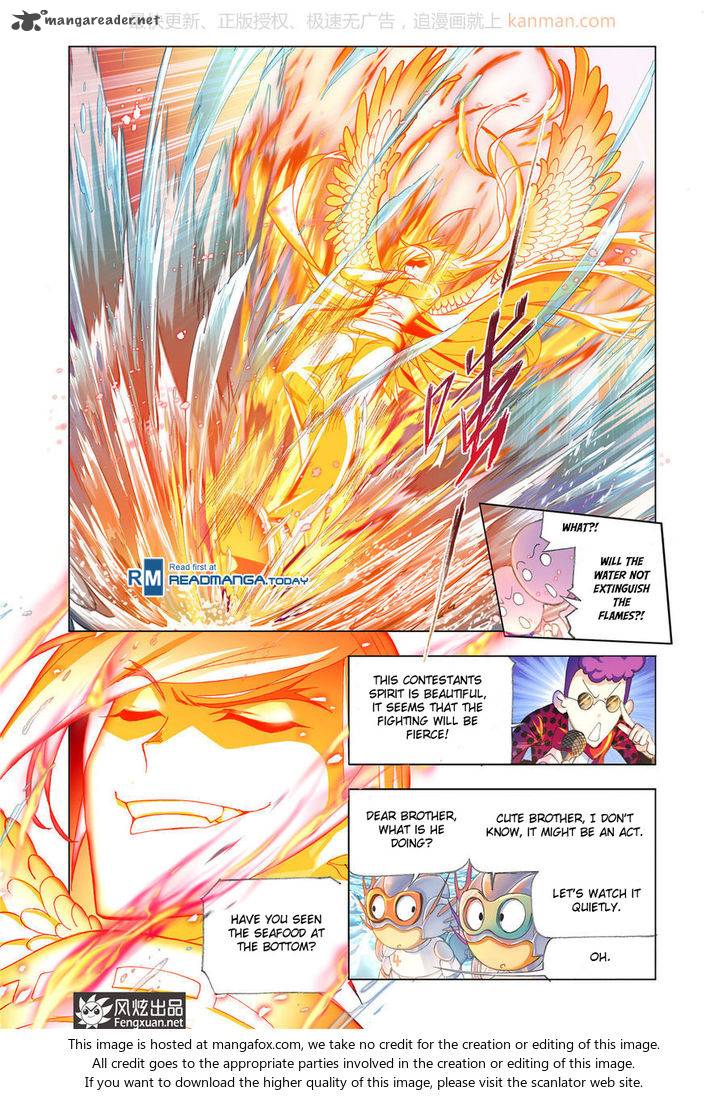 mangareader.net
最快更新、正版授权、极速无广告，追漫画就上 kanman.com
嗤
WHAT?!
WILL THE
WATER NOT
EXTINGUISH
THE
FLAMES?!
RM
Read first at
READMANGA.TODAY
THIS CONTESTANTS
SPIRIT IS BEAUTIFUL,
IT SEEMS THAT THE
FIGHTING WILL BE
FIERCE!
DEAR BROTHER,
WHAT IS HE
DOING?
CUTE BROTHER, I DON'T
KNOW, IT MIGHT BE AN ACT.
LET'S WATCH IT
QUIETLY.
OH.
4
HAVE YOU SEEN
THE SEAFOOD AT
THE BOTTOM?
风炫出品
Fengxuan.net
This image is hosted at mangafox.com, we take no credit for the creation or editing of this image.
All credit goes to the appropriate parties involved in the creation or editing of this image.
If you want to download the higher quality of this image, please visit the scanlator web site.